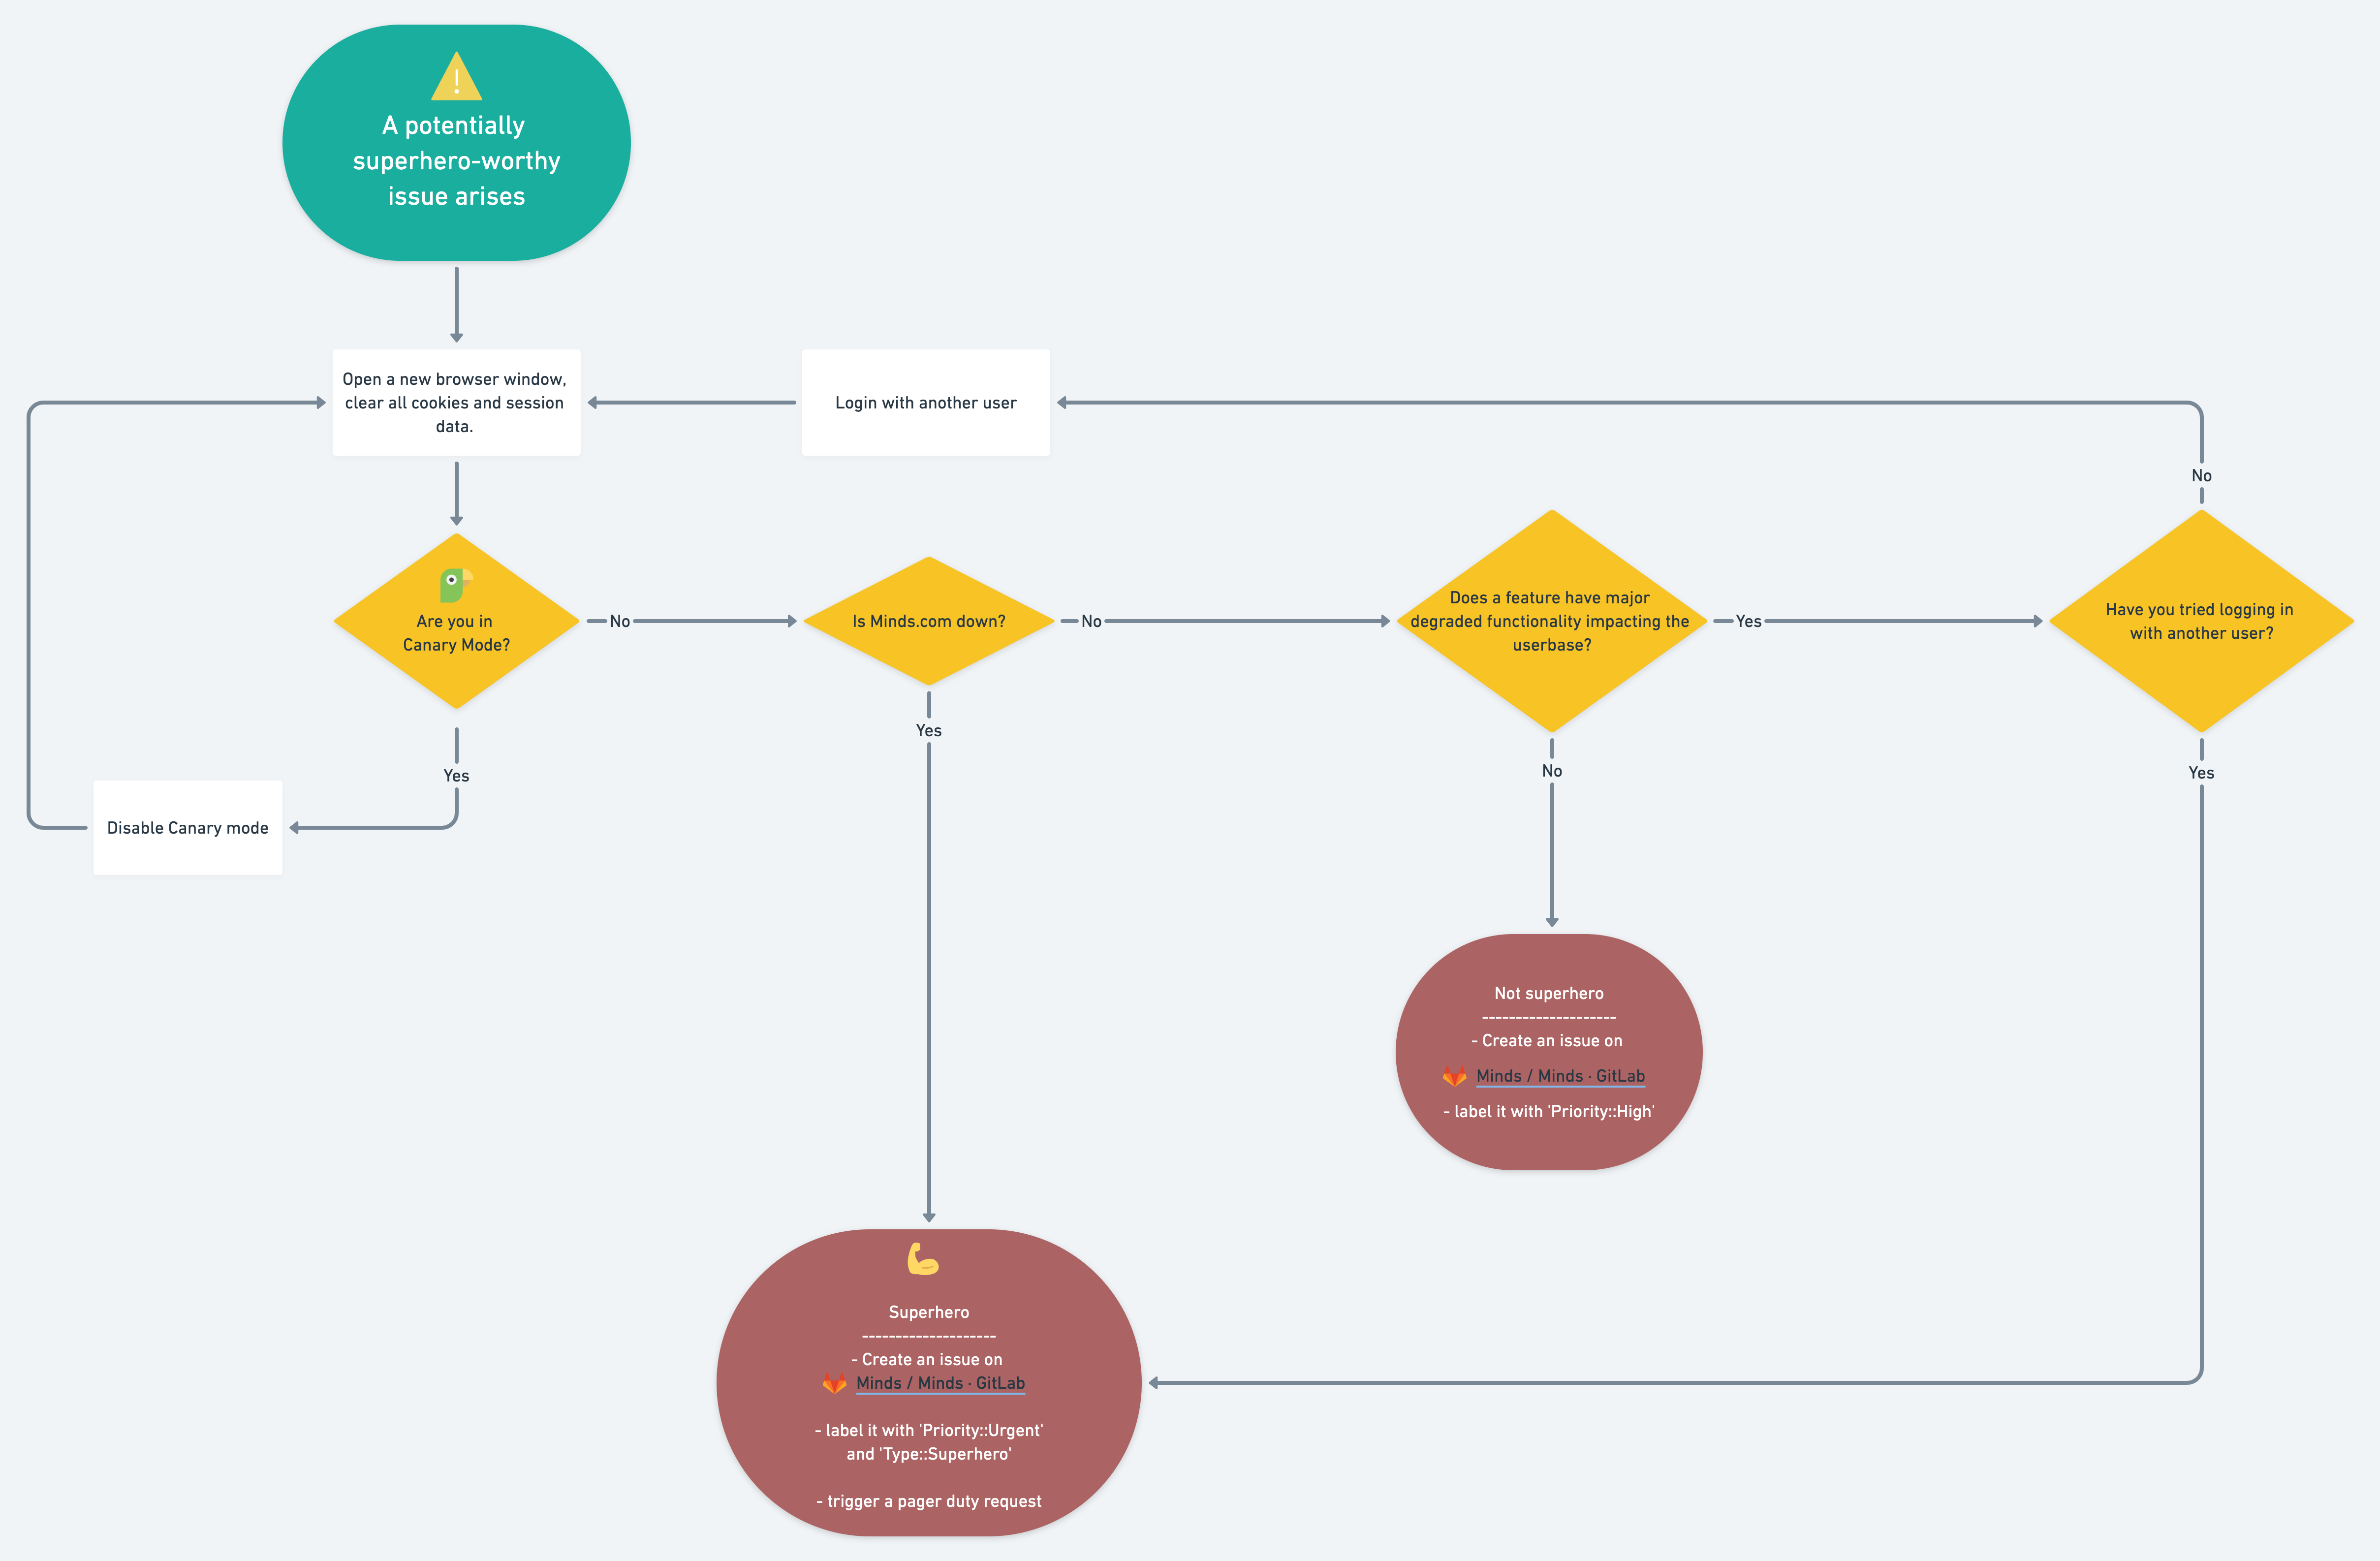 A potentially
superhero-worthy
issue arises
Open a new browser window,
clear all cookies and session
data.
Login with another user
No
Are you in
Canary Mode?
No
Is Minds.com down?
No
Does a feature have major
degraded functionality impacting the
userbase?
Yes
Have you tried logging in
with another user?
Yes
Yes
No
Yes
Disable Canary mode
Not superhero
--------------------
- Create an issue on
Minds / Minds · GitLab
- label it with 'Priority::High'
Superhero
--------------------
- Create an issue on
Minds / Minds · GitLab
- label it with 'Priority::Urgent'
and 'Type::Superhero'
- trigger a pager duty request